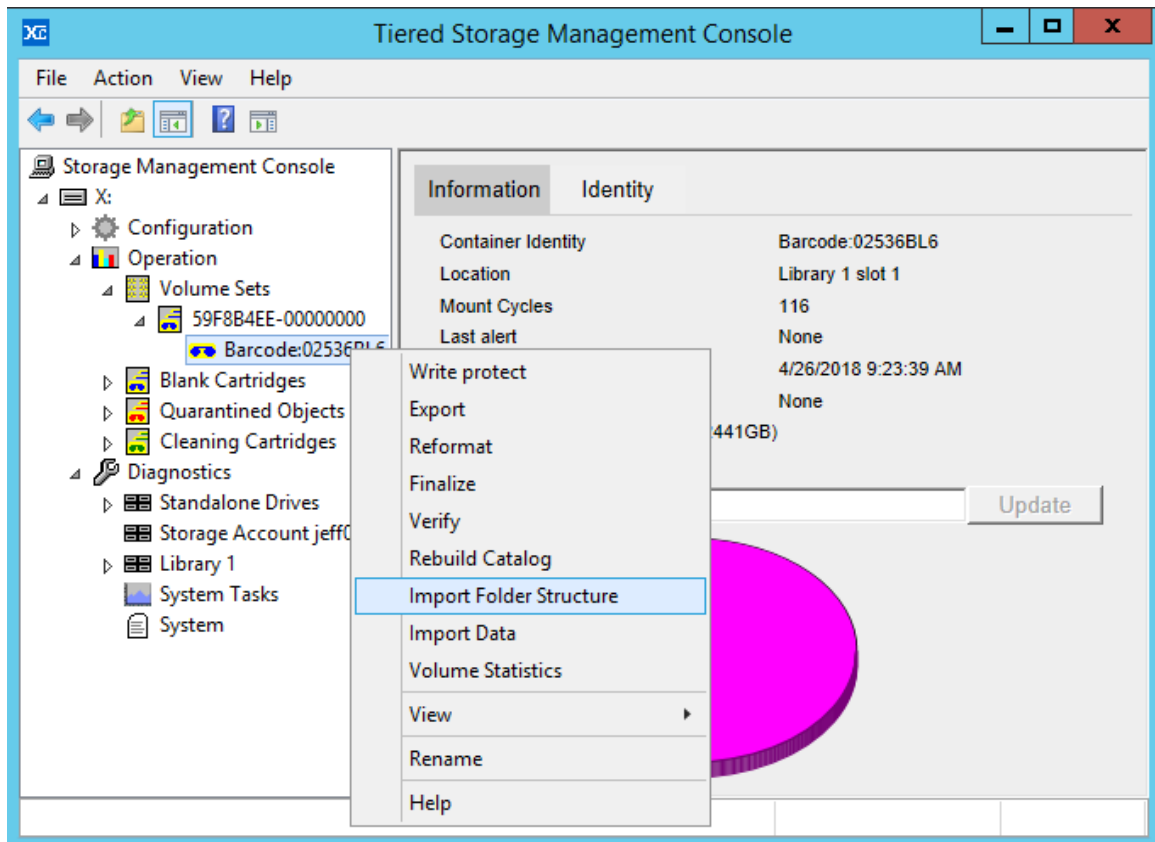 Tiered Storage Management Console
File Action View Help
Storage Management Console
X:
Configuration
Operation
Volume Sets
59F8B4EE-00000000
Barcode:02536BL6
Blank Cartridges
Quarantined Objects
Cleaning Cartridges
Diagnostics
Standalone Drives
Storage Account jeff
Library 1
System Tasks
System
Write protect
Export
Reformat
Finalize
Verify
Rebuild Catalog
Import Folder Structure
Import Data
Volume Statistics
View
Rename
Help
Information Identity
Container Identity Barcode:02536BL6
Location Library 1 slot 1
Mount Cycles 116
Last alert None
4/26/2018 9:23:39 AM
None
441GB)
Update